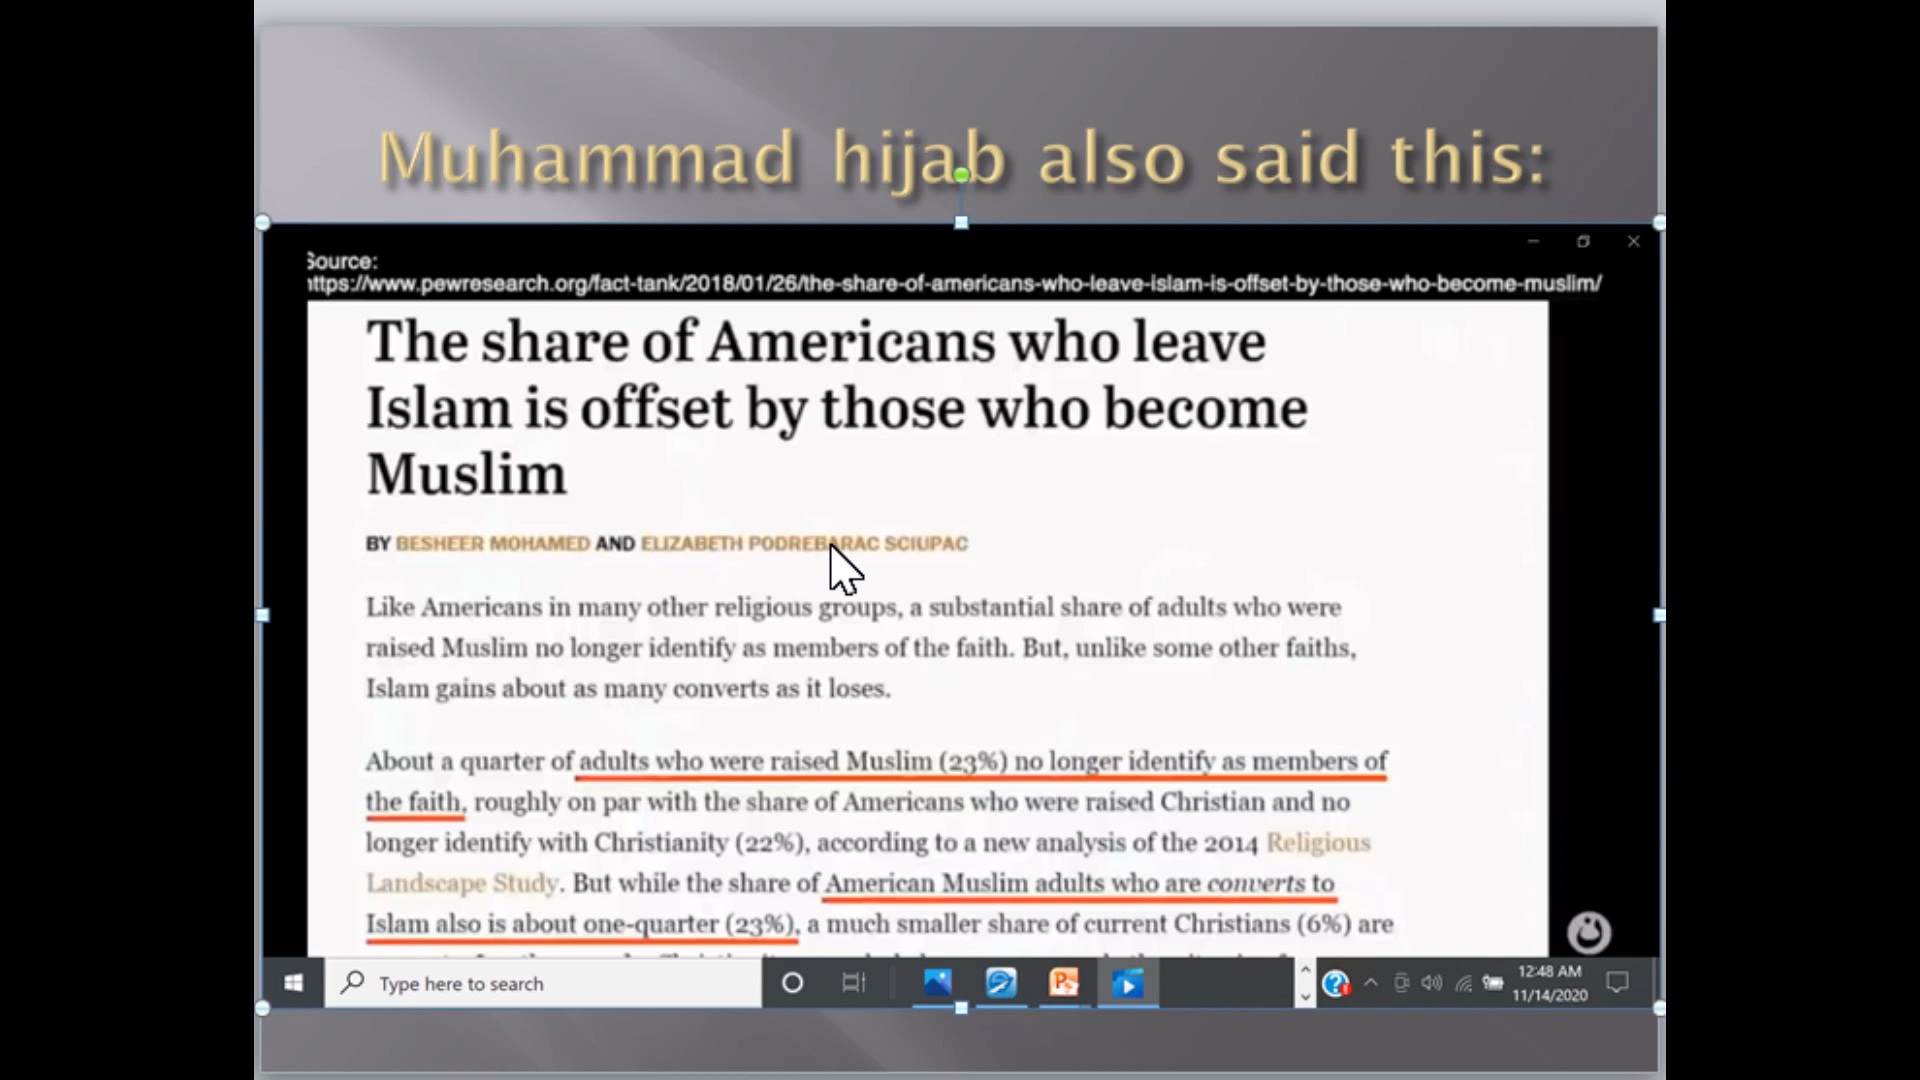 Muhammad hijab also said this:
Source:
https://www.pewresearch.org/fact-tank/2018/01/26/the-share-of-americans-who-leave-islam-is-offset-by-those-who-become-muslim/
The share of Americans who leave
Islam is offset by those who become
Muslim
BY BESHEER MOHAMED AND ELIZABETH PODREBARAC SCIUPAC
Like Americans in many other religious groups, a substantial share of adults who were
raised Muslim no longer identify as members of the faith. But, unlike some other faiths,
Islam gains about as many converts as it loses.
About a quarter of adults who were raised Muslim (23%) no longer identify as members of
the faith, roughly on par with the share of Americans who were raised Christian and no
longer identify with Christianity (22%), according to a new analysis of the 2014 Religious
Landscape Study. But while the share of American Muslim adults who are converts to
Islam also is about one-quarter (23%), a much smaller share of current Christians (6%) are
Type here to search
12:48 AM
11/14/2020